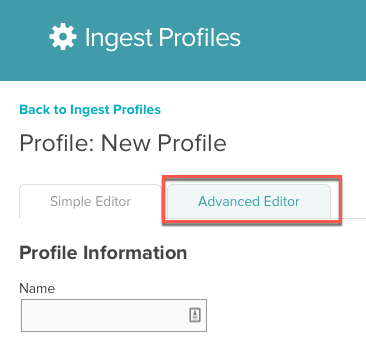 Ingest Profiles
Back to Ingest Profiles
Profile: New Profile
Simple Editor
Advanced Editor
Profile Information
Name